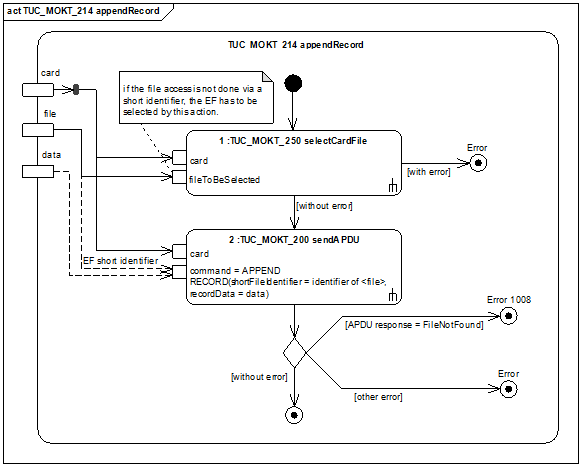 act TUC_MOKT_214 appendRecord
TUC_MOKT_214 appendRecord
card
file
data
if the file access is not done via a
short identifier, the EF has to be
selected by this action.
1 :TUC_MOKT_250 selectCardFile
card
fileToBeSelected
[with error]
Error
[without error]
2 :TUC_MOKT_200 sendAPDU
card
EF short identifier
command = APPEND
RECORD(shortFileIdentifier = identifier of <file>,
recordData = data)
Error 1008
[APDU response = FileNotFound]
[without error]
Error
[other error]